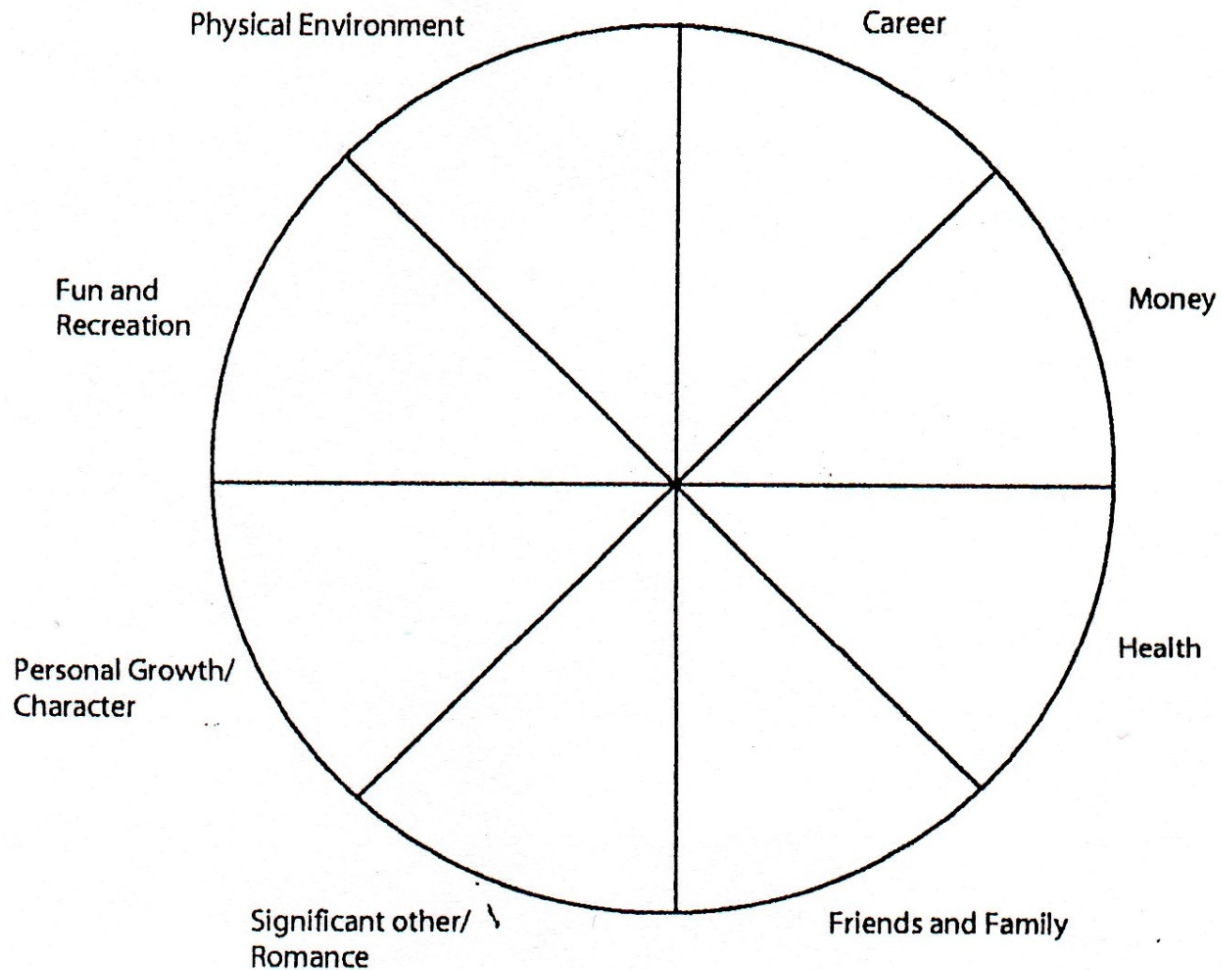 Physical Environment
Career
Fun and
Recreation
Money
Personal Growth/
Character
Health
Significant other/
Romance
Friends and Family